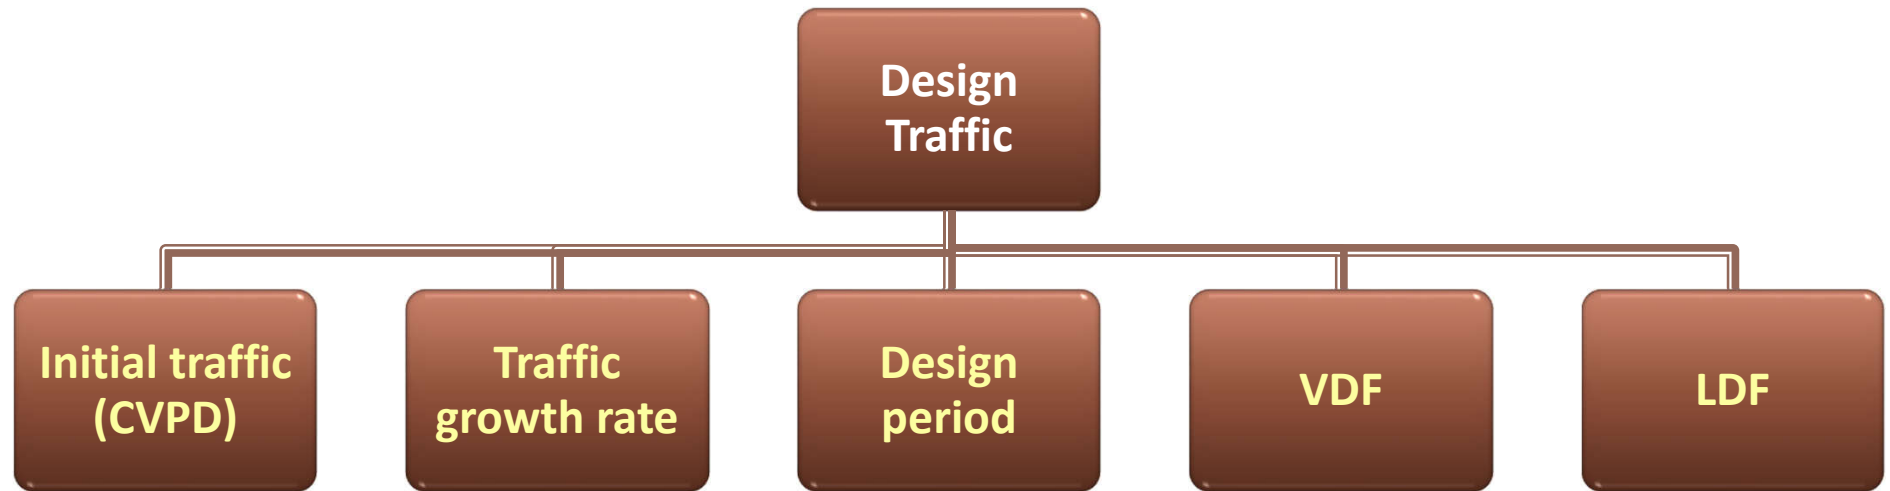 Design
Traffic
Initial traffic
(CVPD)
Traffic
growth rate
Design
period
VDF
LDF